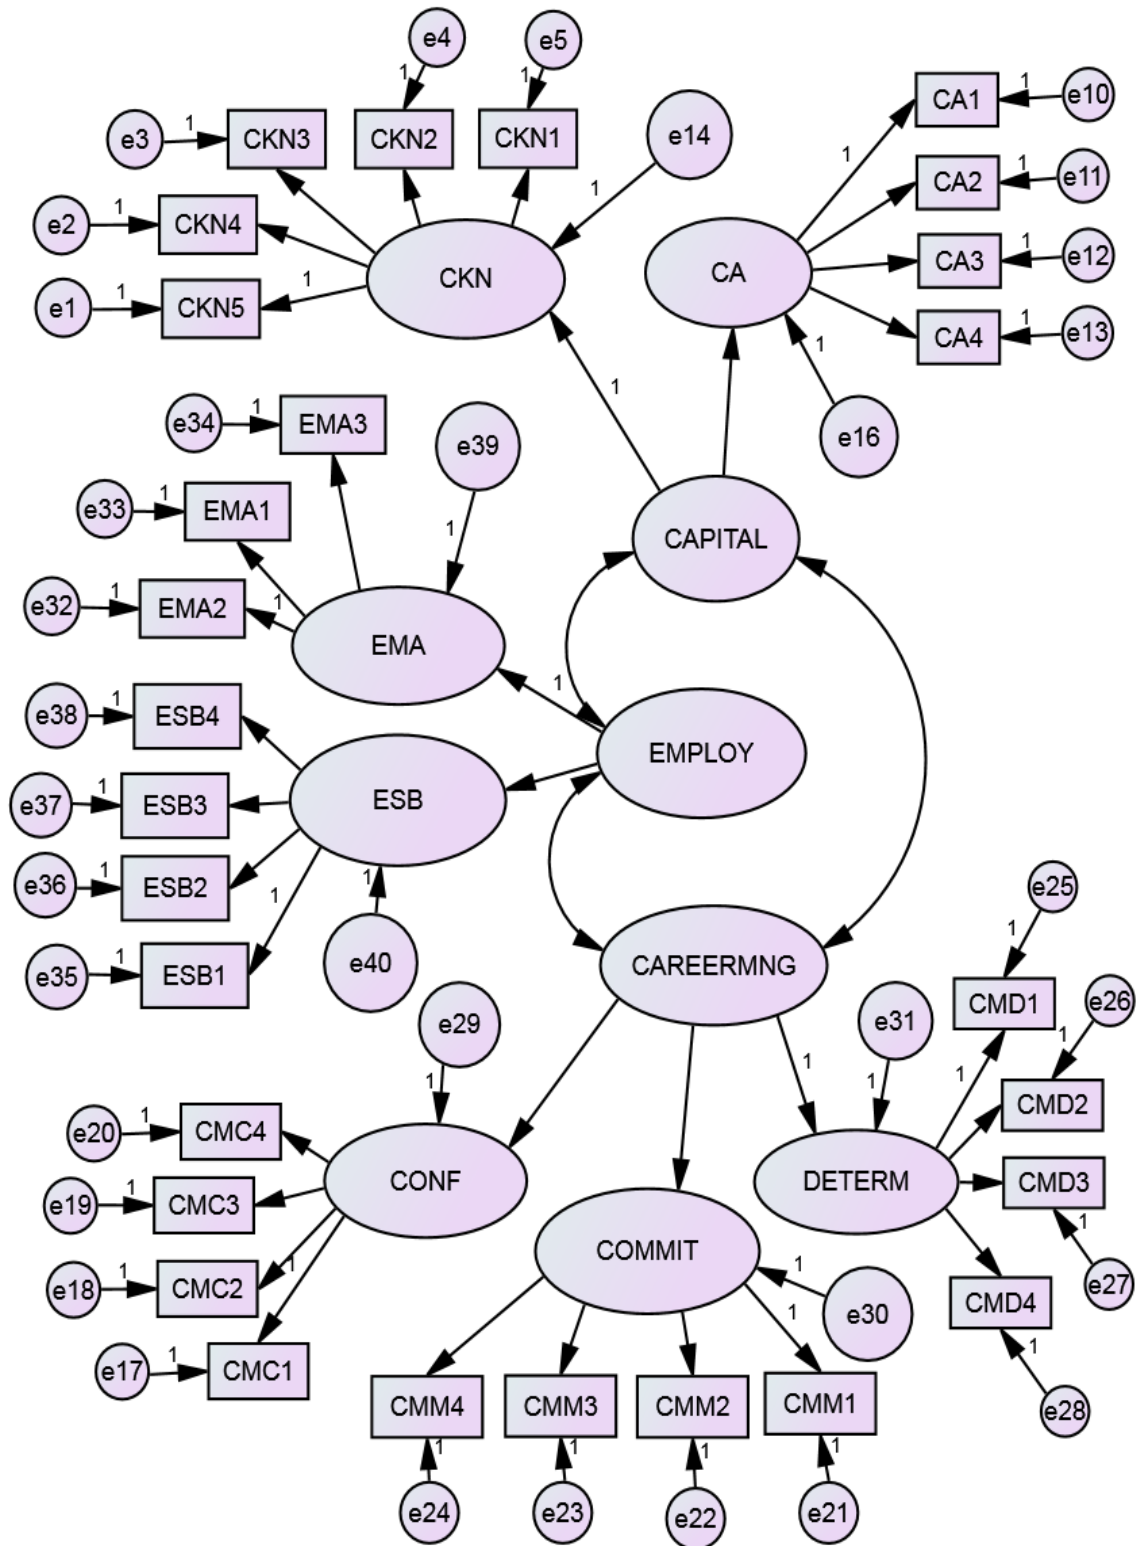 e4
e5
1
1
e3
1
CKN3
CKN2
CKN1
e14
1
e2
1
CKN4
CKN
e1
1
CKN5
1
CA1
1
e10
1
CA2
1
e11
CA
CA3
1
e12
CA4
1
e13
1
e16
1
e34
1
EMA3
e39
1
e33
1
EMA1
CAPITAL
e32
1
EMA2
1
EMA
1
e38
1
ESB4
EMPLOY
e37
1
ESB3
ESB
e36
1
ESB2
1
1
e35
1
ESB1
e40
CAREERMNG
e25
1
CMD1
e26
1
e31
1
1
1
CMD2
e29
1
e20
1
CMC4
CONF
DETERM
CMD3
1
e27
e19
1
CMC3
e18
1
CMC2
1
COMMIT
1
e30
CMD4
1
e28
e17
1
CMC1
1
CMM4
CMM3
CMM2
CMM1
1
1
1
1
e24
e23
e22
e21